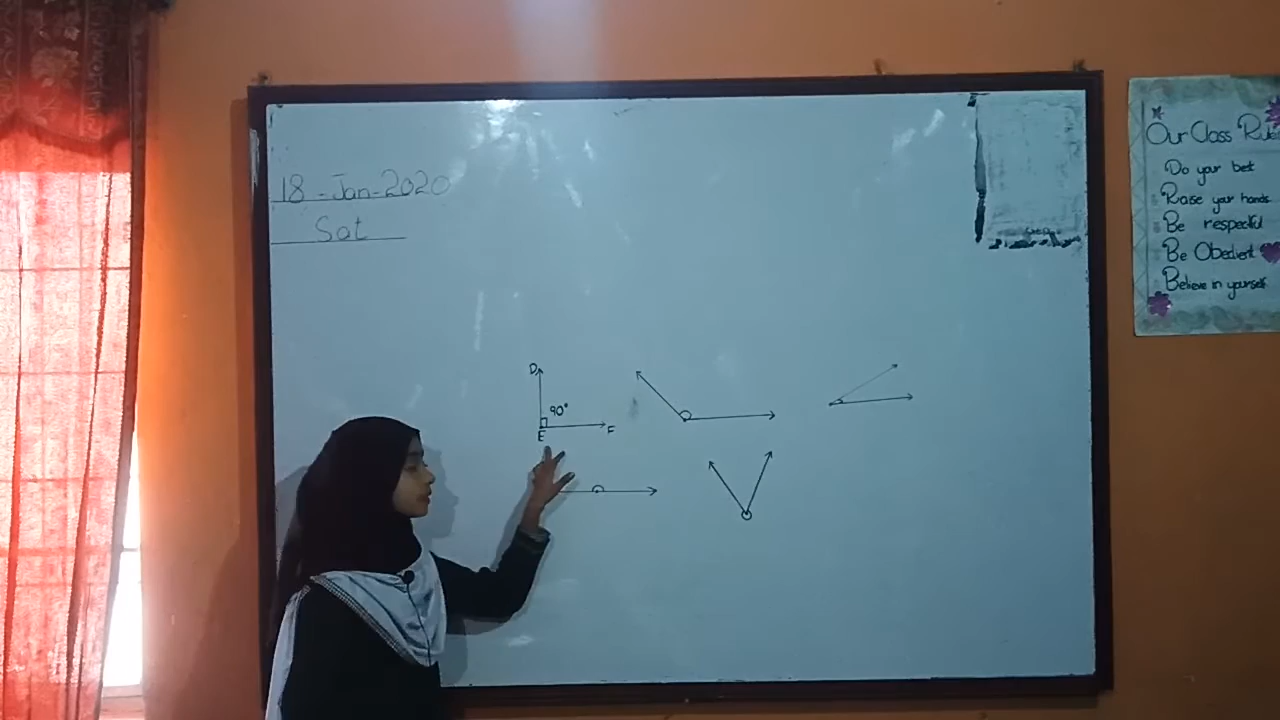 18-Jan-2020
Sat
D
90°
E
F
Our Class Rules
Do your best
Raise your hands
Be respectful
Be Obedient
Believe in yourself